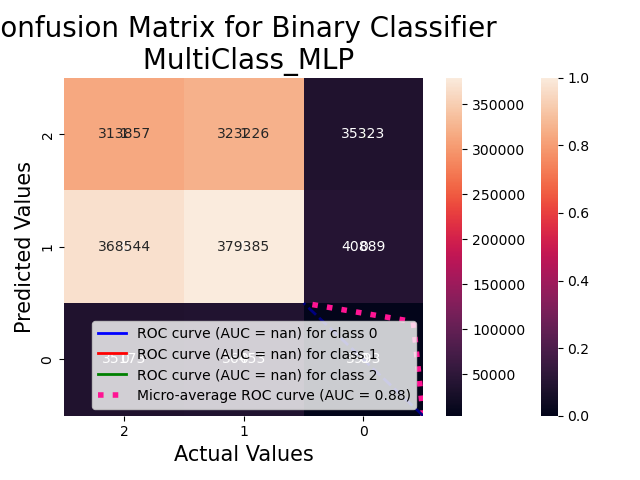 onfusion Matrix for Binary Classifier
MultiClass_MLP
Predicted Values
2
1
0
35323
368544
379385
ROC curve (AUC = nan) for class 0
ROC curve (AUC = nan) for class 1
ROC curve (AUC = nan) for class 2
Micro-average ROC curve (AUC = 0.88)
2
1
0
Actual Values
350000
300000
250000
200000
150000
100000
50000
1.0
0.8
0.6
0.4
0.2
0.0